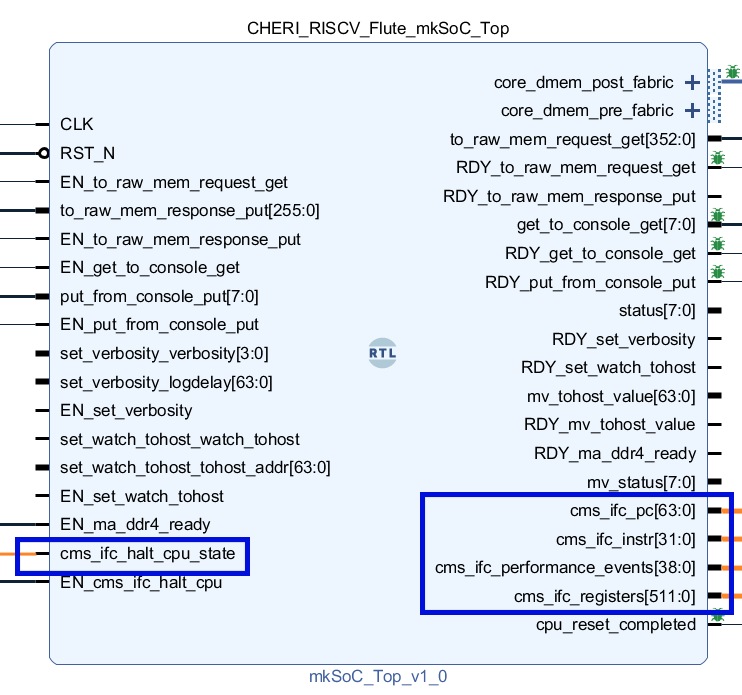 CHERI_RISCV_Flute_mkSoC_Top
core_dmem_post_fabric
core_dmem_pre_fabric
CLK
to_raw_mem_request_get[352:0]
RST_N
RDY_to_raw_mem_request_get
EN_to_raw_mem_request_get
RDY_to_raw_mem_response_put
to_raw_mem_response_put[255:0]
get_to_console_get[7:0]
EN_to_raw_mem_response_put
RDY_get_to_console_get
EN_get_to_console_get
RDY_put_from_console_put
put_from_console_put[7:0]
status[7:0]
EN_put_from_console_put
RDY_set_verbosity
RTL
set_verbosity_verbosity[3:0]
RDY_set_watch_tohost
set_verbosity_logdelay[63:0]
mv_tohost_value[63:0]
EN_set_verbosity
RDY_mv_tohost_value
set_watch_tohost_watch_tohost
RDY_ma_ddr4_ready
set_watch_tohost_tohost_addr[63:0]
mv_status[7:0]
EN_set_watch_tohost
cms_ifc_pc[63:0]
EN_ma_ddr4_ready
cms_ifc_instr[31:0]
cms_ifc_halt_cpu_state
cms_ifc_performance_events[38:0]
EN_cms_ifc_halt_cpu
cms_ifc_registers[511:0]
cpu_reset_completed
mkSoC_Top_v1_0